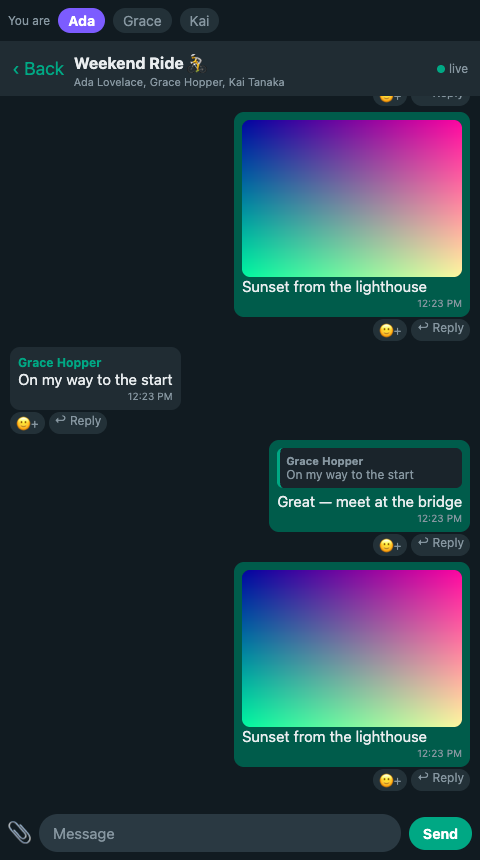 You are Ada Grace Kai
‹ Back Weekend Ride 🚴
Ada Lovelace, Grace Hopper, Kai Tanaka
live
🙂+ ↩ Reply
Sunset from the lighthouse
12:23 PM
🙂+ ↩ Reply
Grace Hopper
On my way to the start
12:23 PM
🙂+ ↩ Reply
Grace Hopper
On my way to the start
Great — meet at the bridge
12:23 PM
🙂+ ↩ Reply
Sunset from the lighthouse
12:23 PM
🙂+ ↩ Reply
Message Send